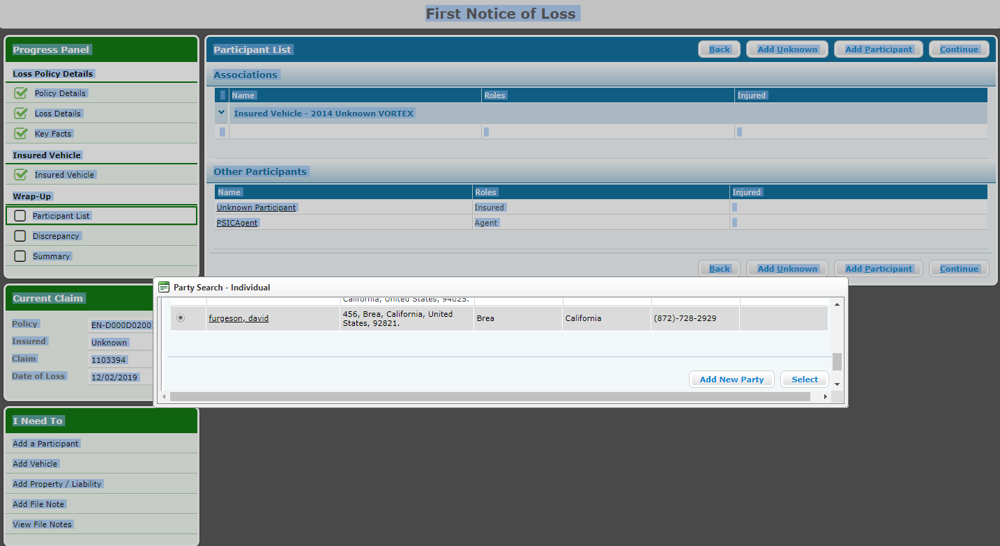 First Notice of Loss
Progress Panel
Loss Policy Details
Policy Details
Loss Details
Key Facts
Insured Vehicle
Insured Vehicle
Wrap-Up
Participant List
Discrepancy
Summary
Participant List
Back Add Unknown Add Participant Continue
Associations
Name Roles Injured
Insured Vehicle - 2014 Unknown VORTEX
Other Participants
Name Roles Injured
Unknown Participant Insured
PSICAgent Agent
Back Add Unknown Add Participant Continue
Current Claim
Policy
Insured Unknown
Claim 1103394
Date of Loss 12/02/2019
Party Search - Individual
California, United States, 94025.
furgeson, david 456, Brea, California, United Brea California (872)-728-2929
States, 92821.
Add New Party Select
I Need To
Add a Participant
Add Vehicle
Add Property / Liability
Add File Note
View File Notes